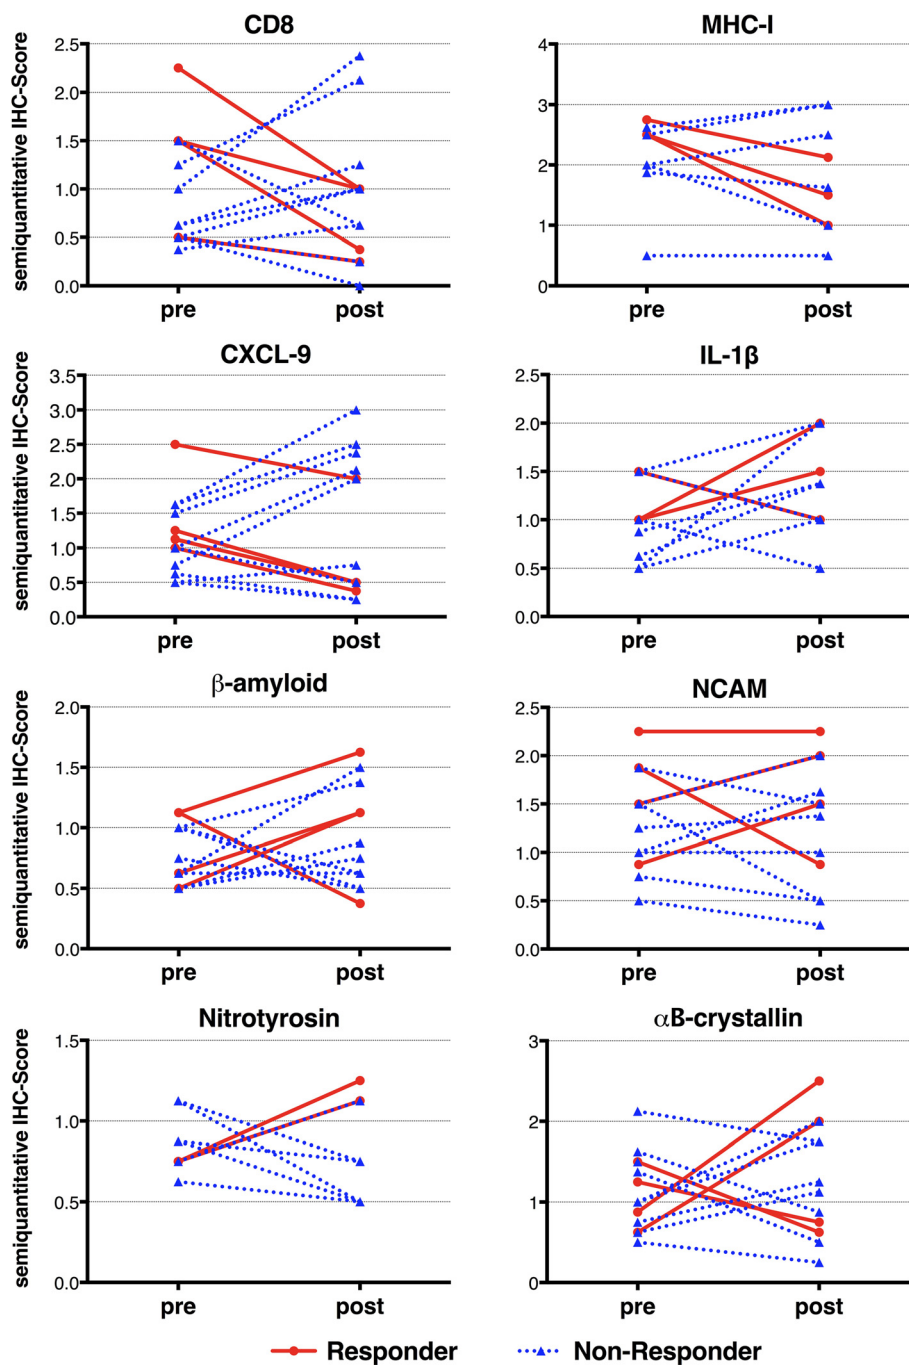 CD8
semiquantitative IHC-Score
2.5
2.0
1.5
1.0
0.5
0.0
pre
post
MHC-I
4
3
2
1
0
pre
post
CXCL-9
semiquantitative IHC-Score
3.5
3.0
2.5
2.0
1.5
1.0
0.5
0.0
pre
post
IL-1β
2.5
2.0
1.5
1.0
0.5
0.0
pre
post
β-amyloid
semiquantitative IHC-Score
2.0
1.5
1.0
0.5
0.0
pre
post
NCAM
2.5
2.0
1.5
1.0
0.5
0.0
pre
post
Nitrotyrosin
semiquantitative IHC-Score
1.5
1.0
0.5
0.0
pre
post
αB-crystallin
3
2
1
0
pre
post
Responder
Non-Responder